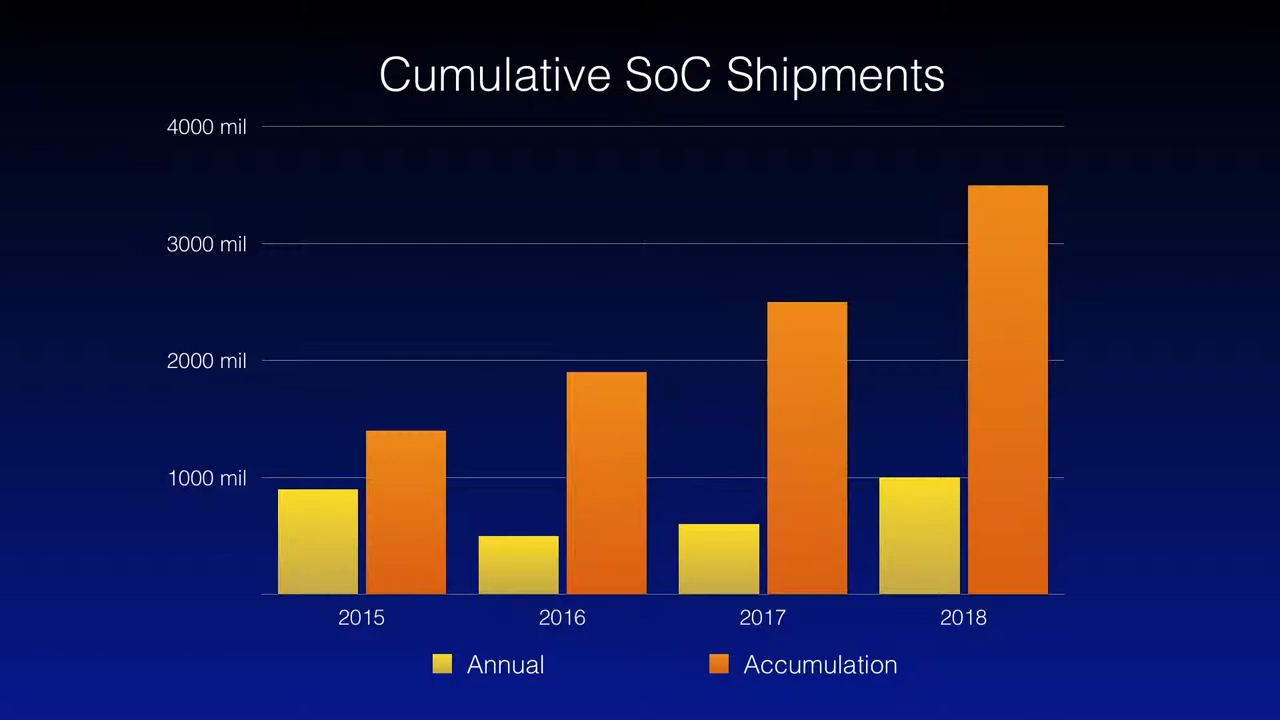 Cumulative SoC Shipments
4000 mil
3000 mil
2000 mil
1000 mil
2015 2016 2017 2018
Annual Accumulation